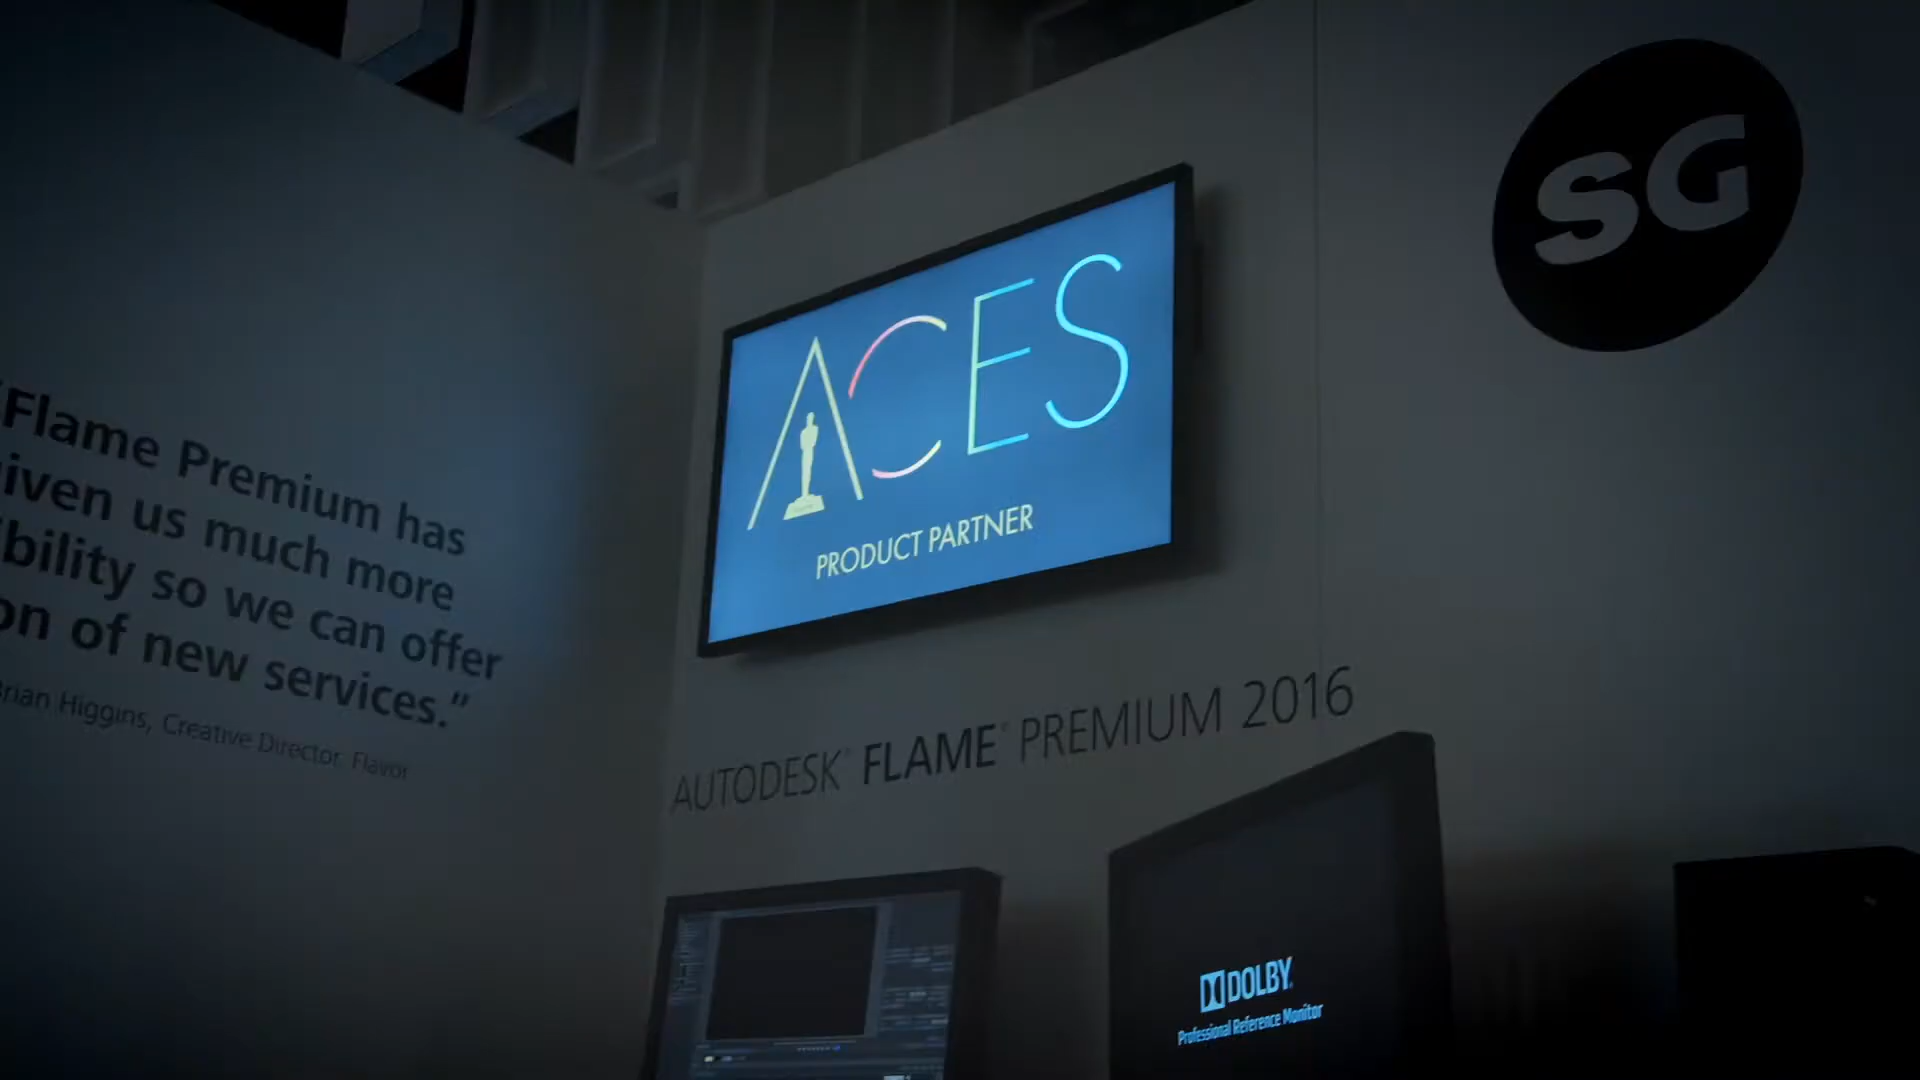 Flame Premium has
iven us much more
bility so we can offer
on of new services.”
rian Higgins, Creative Director, Flavor
ACES
PRODUCT PARTNER
SG
AUTODESK® FLAME® PREMIUM 2016
DOLBY
Professional Reference Monitor